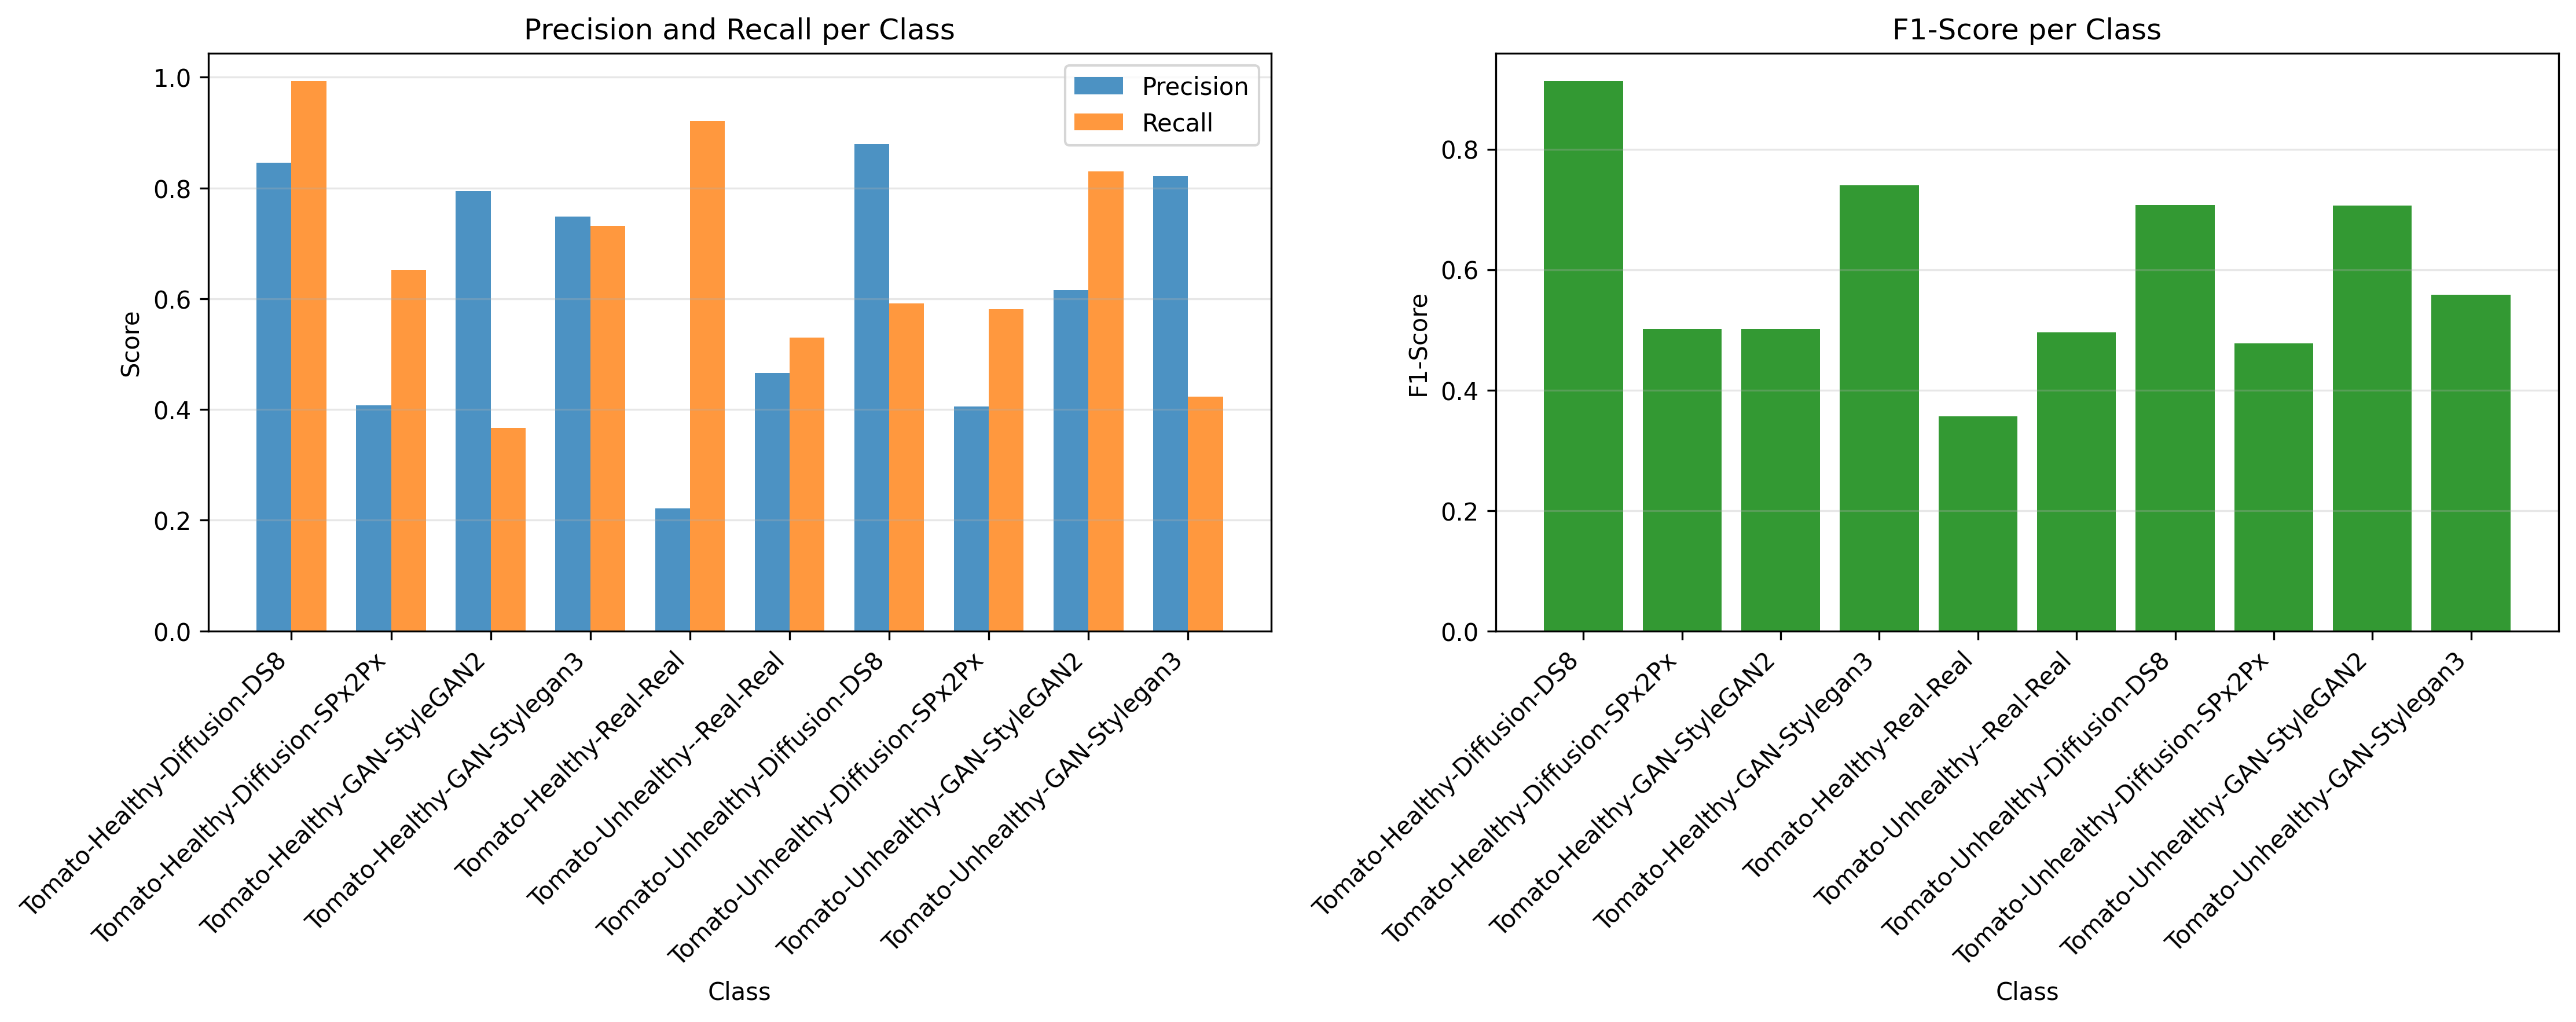 Precision and Recall per Class
Score
1.0
0.8
0.6
0.4
0.2
0.0
Precision
Recall
Tomato-Healthy-Diffusion-DS8
Tomato-Healthy-Diffusion-SPx2Px
Tomato-Healthy-GAN-StyleGAN2
Tomato-Healthy-GAN-Stylegan3
Tomato-Healthy-Real-Real
Tomato-Unhealthy--Real-Real
Tomato-Unhealthy-Diffusion-DS8
Tomato-Unhealthy-Diffusion-SPx2Px
Tomato-Unhealthy-GAN-StyleGAN2
Tomato-Unhealthy-GAN-Stylegan3
Class
F1-Score per Class
F1-Score
0.8
0.6
0.4
0.2
0.0
Tomato-Healthy-Diffusion-DS8
Tomato-Healthy-Diffusion-SPx2Px
Tomato-Healthy-GAN-StyleGAN2
Tomato-Healthy-GAN-Stylegan3
Tomato-Healthy-Real-Real
Tomato-Unhealthy--Real-Real
Tomato-Unhealthy-Diffusion-DS8
Tomato-Unhealthy-Diffusion-SPx2Px
Tomato-Unhealthy-GAN-StyleGAN2
Tomato-Unhealthy-GAN-Stylegan3
Class